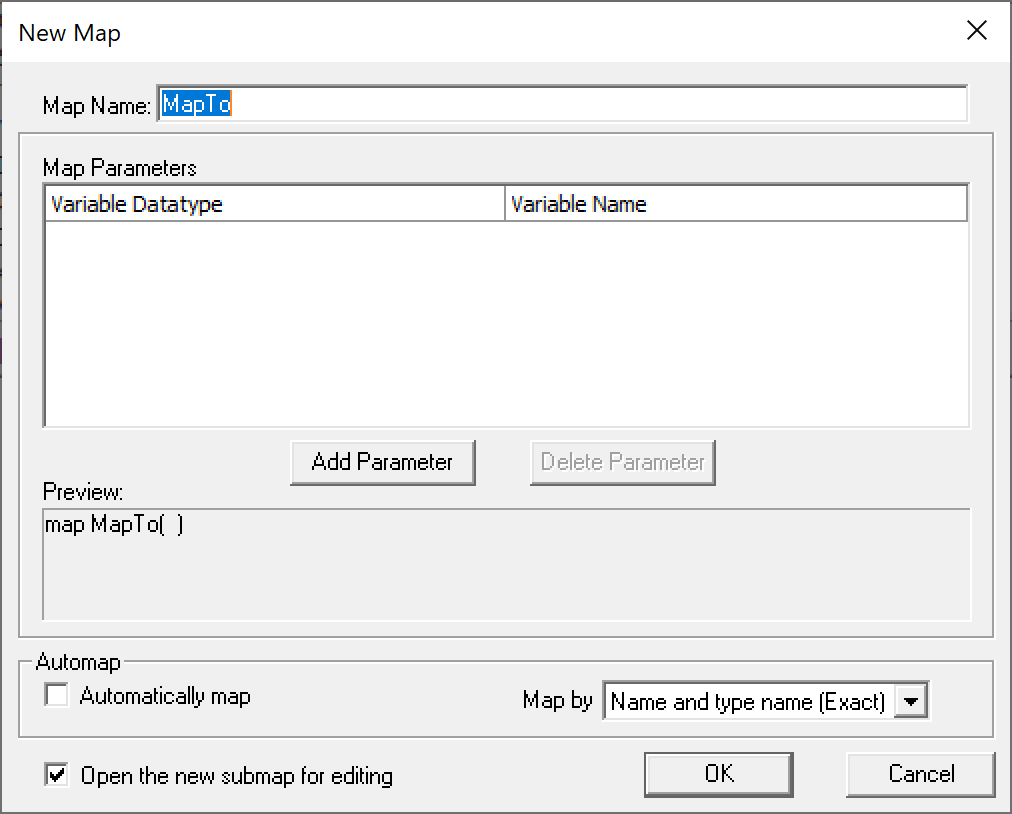 New Map
Map Name: MapTo
Map Parameters
Variable Datatype Variable Name
Add Parameter Delete Parameter
Preview:
map MapTo(  )
Automap
Automatically map Map by Name and type name (Exact)
Open the new submap for editing OK Cancel